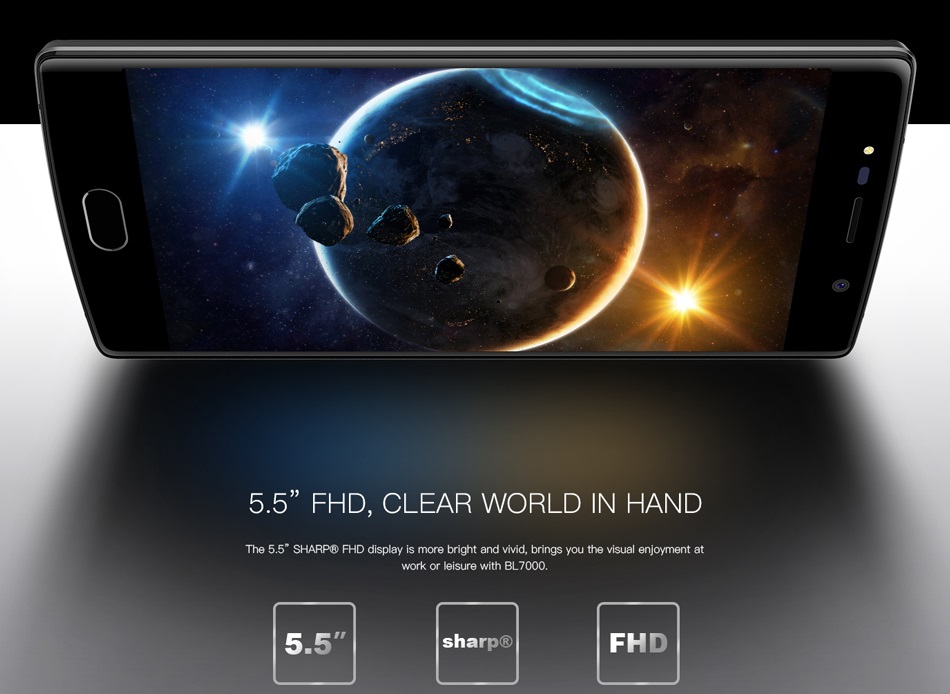 5.5” FHD, CLEAR WORLD IN HAND
The 5.5” SHARP® FHD display is more bright and vivid, brings you the visual enjoyment at
work or leisure with BL7000.
5.5” sharp® FHD